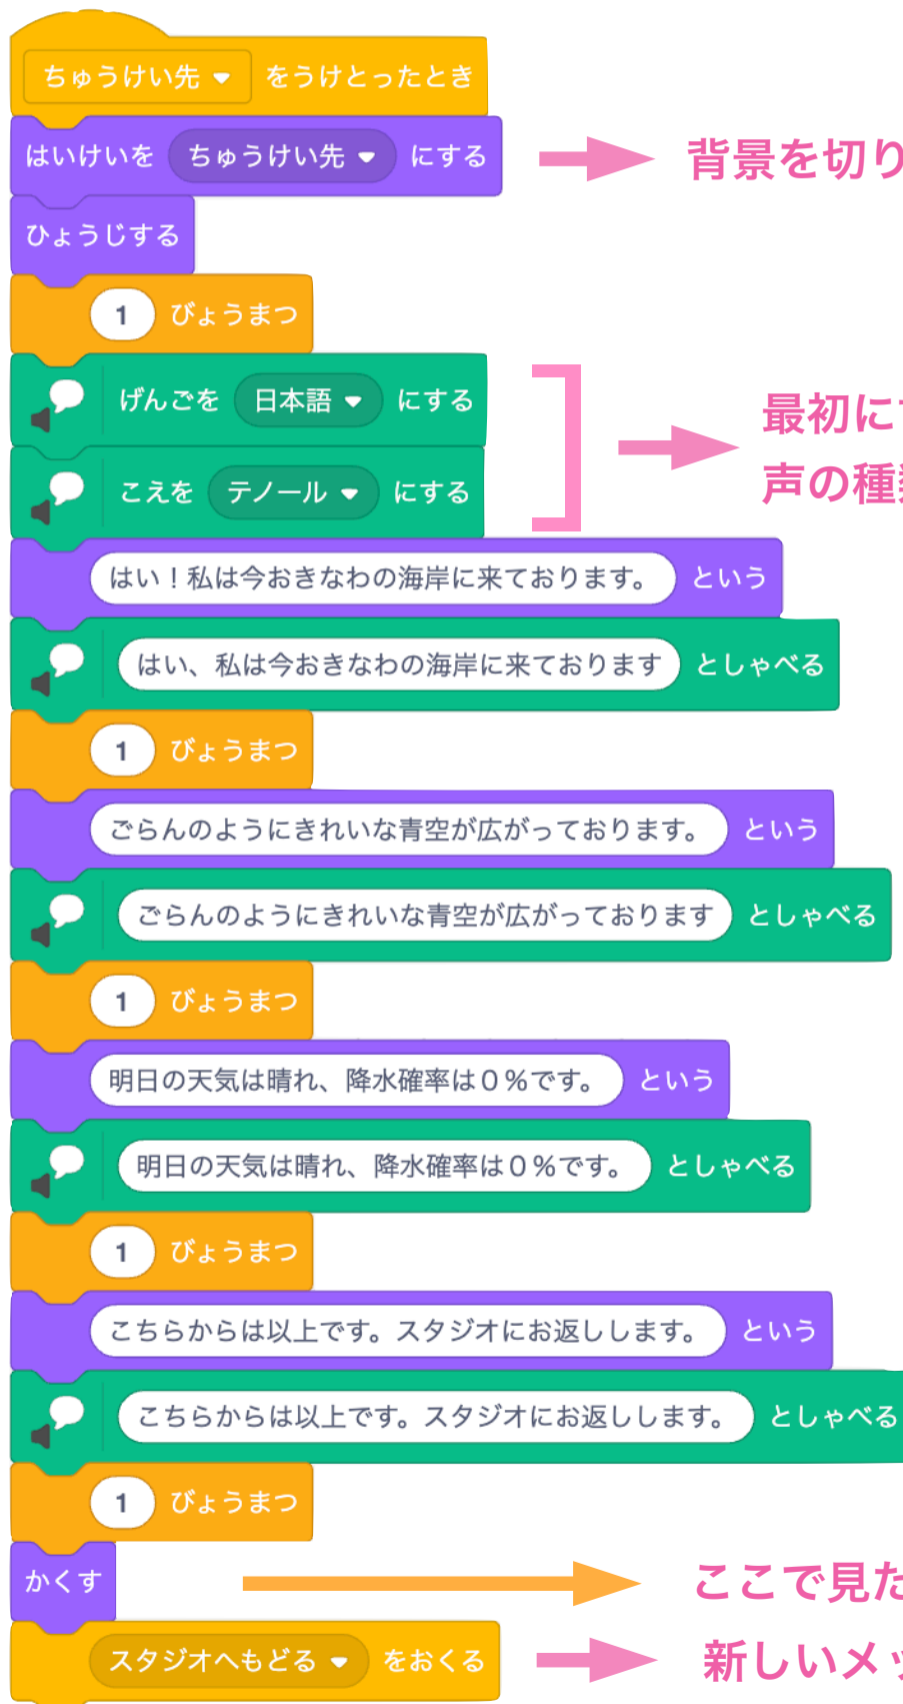 ちゅうけい先 をうけとったとき
はいけいを ちゅうけい先 にする
背景を切り
ひょうじする
1 びょうまつ
げんごを 日本語 にする
最初に
こえを テノール にする
声の種
はい！私は今おきなわの海岸に来ております。 という
はい、私は今おきなわの海岸に来ております としゃべる
1 びょうまつ
ごらんのようにきれいな青空が広がっております。 という
ごらんのようにきれいな青空が広がっております としゃべる
1 びょうまつ
明日の天気は晴れ、降水確率は０％です。 という
明日の天気は晴れ、降水確率は０％です。 としゃべる
1 びょうまつ
こちらからは以上です。スタジオにお返しします。 という
こちらからは以上です。スタジオにお返しします。 としゃべる
1 びょうまつ
かくす
ここで見た
スタジオへもどる をおくる
新しいメッ